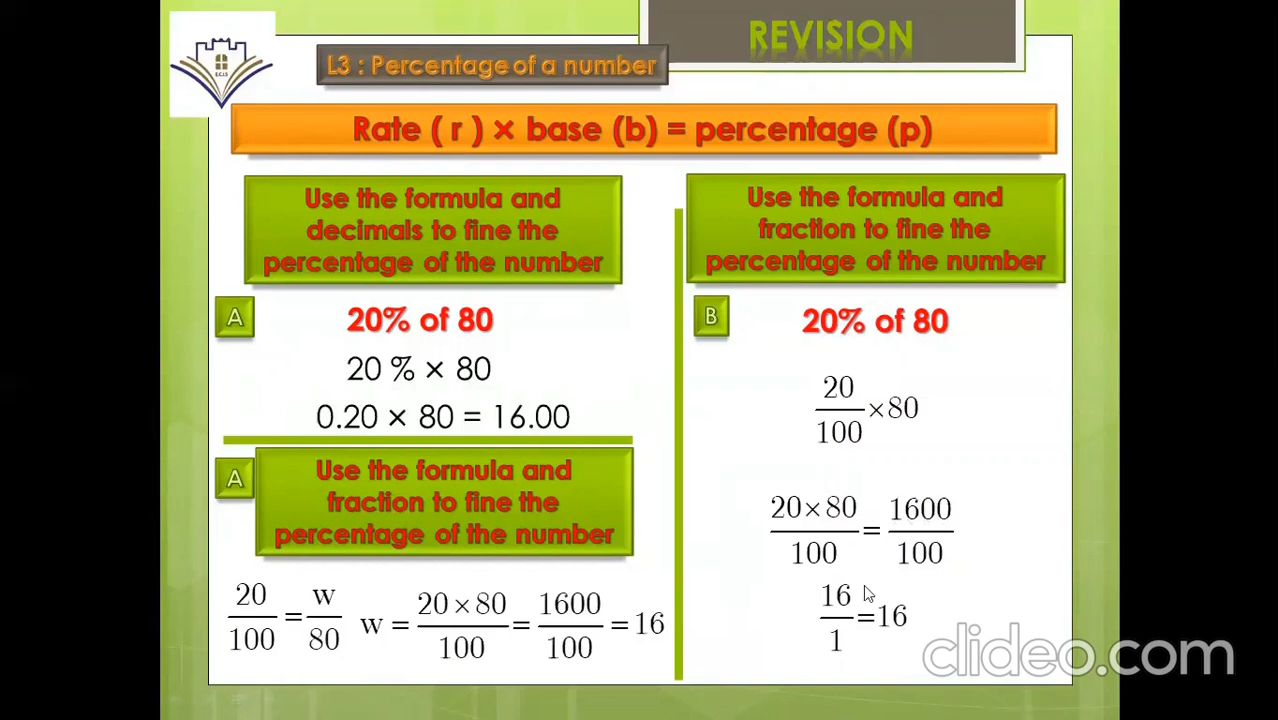 REVISION
E.C.I.S
L3 : Percentage of a number
Rate ( r ) × base (b) = percentage (p)
Use the formula and
decimals to fine the
percentage of the number
A
20% of 80
20 % × 80
0.20 × 80 = 16.00
A
Use the formula and
fraction to fine the
percentage of the number
20/100 = w/80
w = 20×80/100 = 1600/100 = 16
Use the formula and
fraction to fine the
percentage of the number
B
20% of 80
20/100 ×80
20×80/100 = 1600/100
16/1 =16
clideo.com